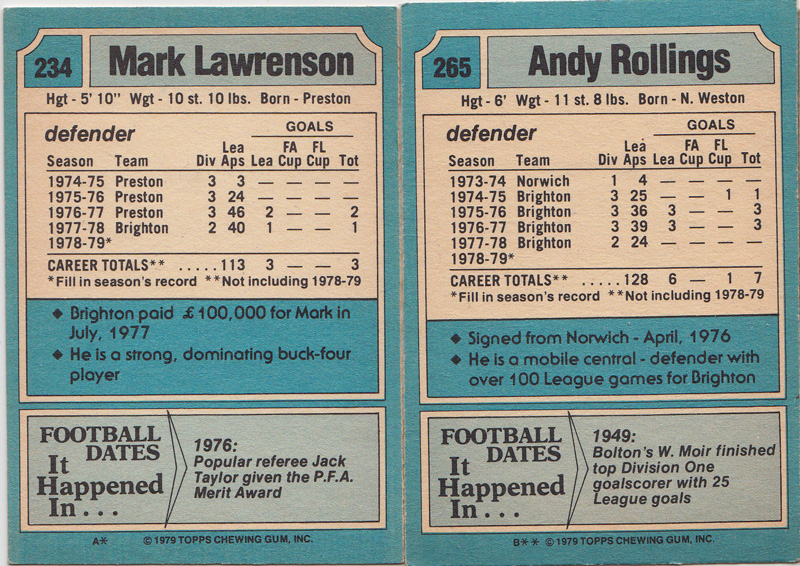 234
Mark Lawrenson
Hgt - 5' 10" Wgt - 10 st. 10 lbs. Born - Preston
defender
GOALS
Lea FA FL
Season Team Div Aps Lea Cup Cup Tot
1974-75 Preston 3 3 — — — —
1975-76 Preston 3 24 — — — —
1976-77 Preston 3 46 2 — — 2
1977-78 Brighton 2 40 1 — — 1
1978-79*
CAREER TOTALS** .....113 3 — — 3
*Fill in season's record **Not including 1978-79
◆ Brighton paid £100,000 for Mark in
July, 1977
◆ He is a strong, dominating buck-four
player
FOOTBALL
DATES
It
Happened
In . . .
1976:
Popular referee Jack
Taylor given the P.F.A.
Merit Award
A* © 1979 TOPPS CHEWING GUM, INC.
265
Andy Rollings
Hgt - 6' Wgt - 11 st. 8 lbs. Born - N. Weston
defender
GOALS
Lea FA FL
Season Team Div Aps Lea Cup Cup Tot
1973-74 Norwich 1 4 — — — —
1974-75 Brighton 3 25 — — 1 1
1975-76 Brighton 3 36 3 — — 3
1976-77 Brighton 3 39 3 — — 3
1977-78 Brighton 2 24 — — — —
1978-79*
CAREER TOTALS** .....128 6 — 1 7
*Fill in season's record **Not including 1978-79
◆ Signed from Norwich - April, 1976
◆ He is a mobile central - defender with
over 100 League games for Brighton
FOOTBALL
DATES
It
Happened
In . . .
1949:
Bolton's W. Moir finished
top Division One
goalscorer with 25
League goals
B** © 1979 TOPPS CHEWING GUM, INC.